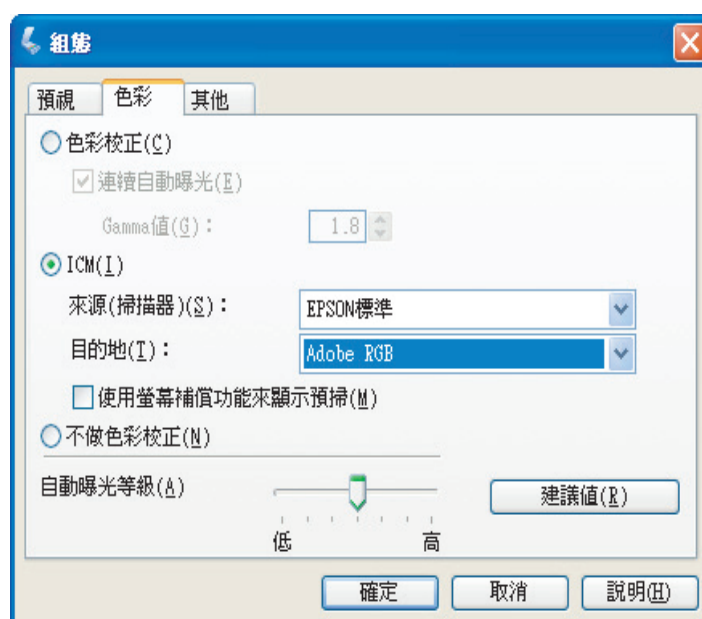 組態
預視 色彩 其他
色彩校正(C)
連續自動曝光(E)
Gamma值(G): 1.8
ICM(I)
來源(掃描器)(S): EPSON標準
目的地(T): Adobe RGB
使用螢幕補償功能來顯示預掃(M)
不做色彩校正(N)
自動曝光等級(A) 建議值(R)
低 高
確定 取消 說明(H)